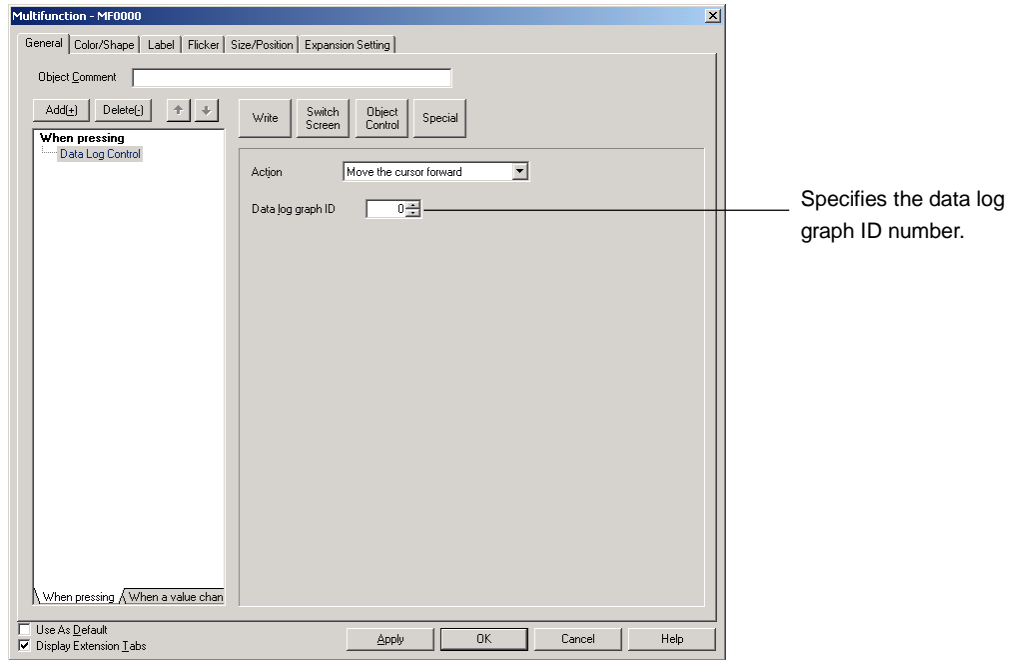 Multifunction - MF0000
General Color/Shape Label Flicker Size/Position Expansion Setting
Object Comment
Add(+) Delete(-)
Write Switch Screen Object Control Special
When pressing
Data Log Control
Action Move the cursor forward
Data log graph ID 0
Specifies the data log
graph ID number.
When pressing When a value chan
Use As Default
Display Extension Tabs
Apply OK Cancel Help